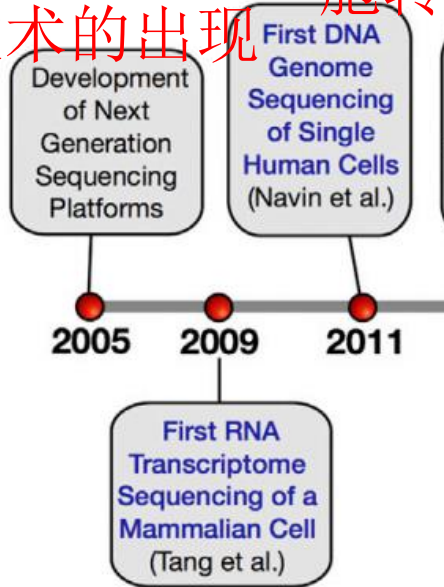 术的出现
Development
of Next
Generation
Sequencing
Platforms
First DNA
Genome
Sequencing
of Single
Human Cells
(Navin et al.)
2005
2009
2011
First RNA
Transcriptome
Sequencing of a
Mammalian Cell
(Tang et al.)